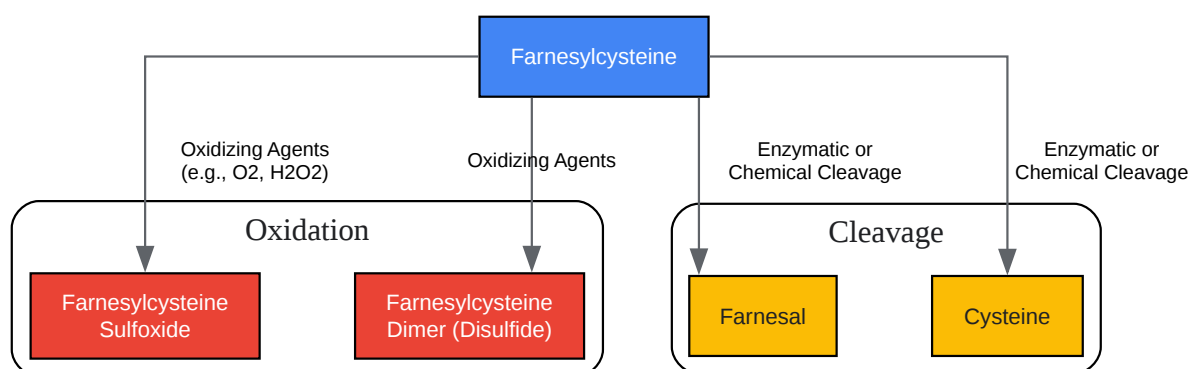 Farnesylcysteine
Oxidizing Agents
(e.g., O2, H2O2)
Oxidizing Agents
Enzymatic or
Chemical Cleavage
Enzymatic or
Chemical Cleavage
Oxidation
Cleavage
Farnesylcysteine
Sulfoxide
Farnesylcysteine
Dimer (Disulfide)
Farnesal
Cysteine